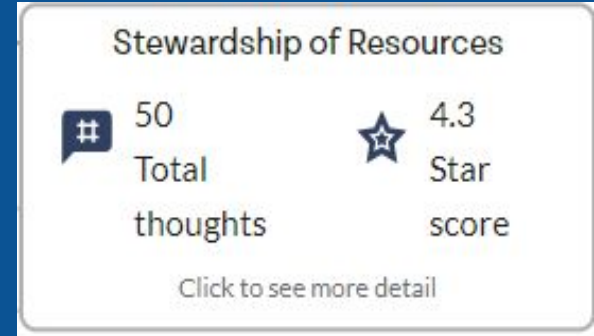 Stewardship of Resources
50 Total thoughts
4.3 Star score
Click to see more detail